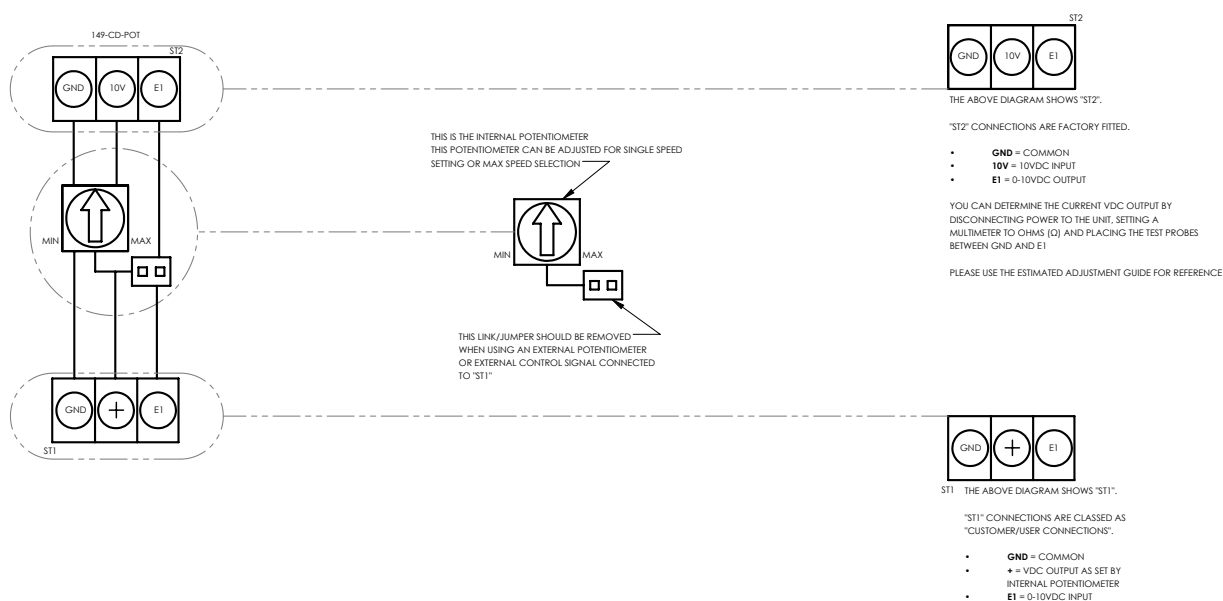 149-CD-POT
ST2
GND 10V E1
MIN MAX
GND + E1
ST1
THIS IS THE INTERNAL POTENTIOMETER
THIS POTENTIOMETER CAN BE ADJUSTED FOR SINGLE SPEED
SETTING OR MAX SPEED SELECTION
MIN MAX
THIS LINK/JUMPER SHOULD BE REMOVED
WHEN USING AN EXTERNAL POTENTIOMETER
OR EXTERNAL CONTROL SIGNAL CONNECTED
TO "ST1"
ST2
GND 10V E1
THE ABOVE DIAGRAM SHOWS "ST2".
"ST2" CONNECTIONS ARE FACTORY FITTED.
• GND = COMMON
• 10V = 10VDC INPUT
• E1 = 0-10VDC OUTPUT
YOU CAN DETERMINE THE CURRENT VDC OUTPUT BY
DISCONNECTING POWER TO THE UNIT, SETTING A
MULTIMETER TO OHMS (Ω) AND PLACING THE TEST PROBES
BETWEEN GND AND E1
PLEASE USE THE ESTIMATED ADJUSTMENT GUIDE FOR REFERENCE
GND + E1
ST1
THE ABOVE DIAGRAM SHOWS "ST1".
"ST1" CONNECTIONS ARE CLASSED AS
"CUSTOMER/USER CONNECTIONS".
• GND = COMMON
• + = VDC OUTPUT AS SET BY
INTERNAL POTENTIOMETER
• E1 = 0-10VDC INPUT